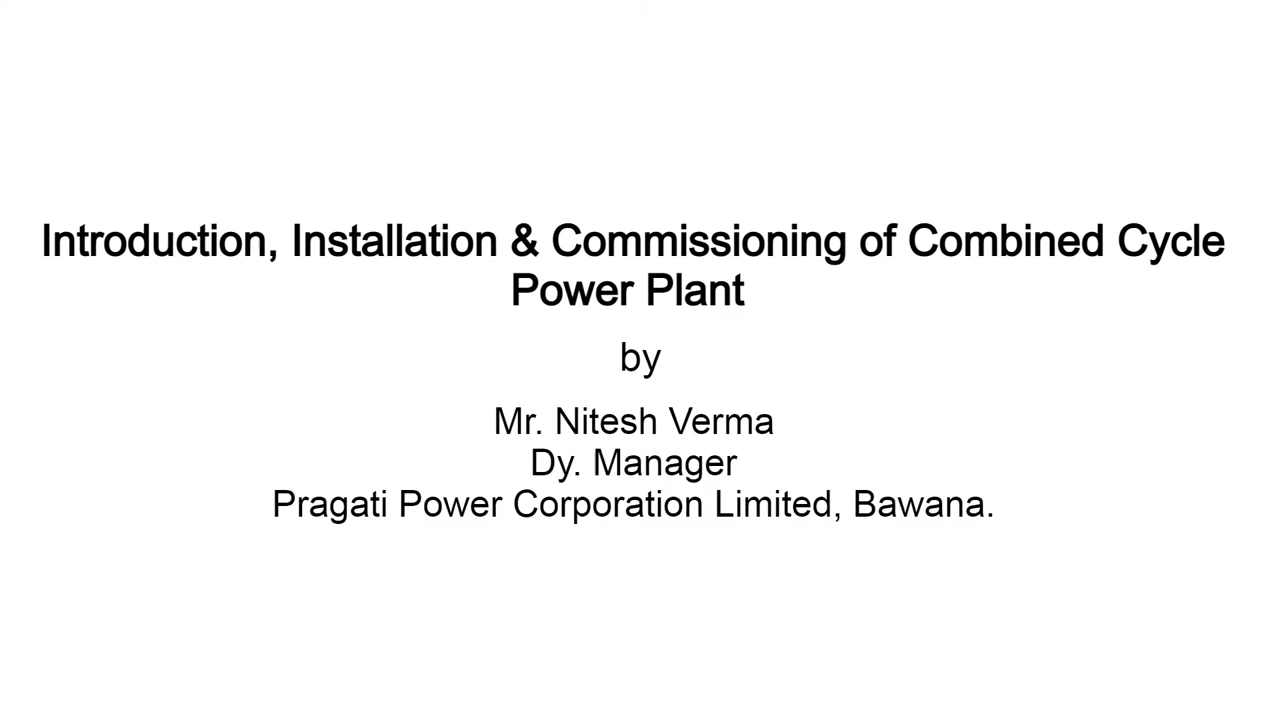 Introduction, Installation & Commissioning of Combined Cycle
Power Plant
by
Mr. Nitesh Verma
Dy. Manager
Pragati Power Corporation Limited, Bawana.